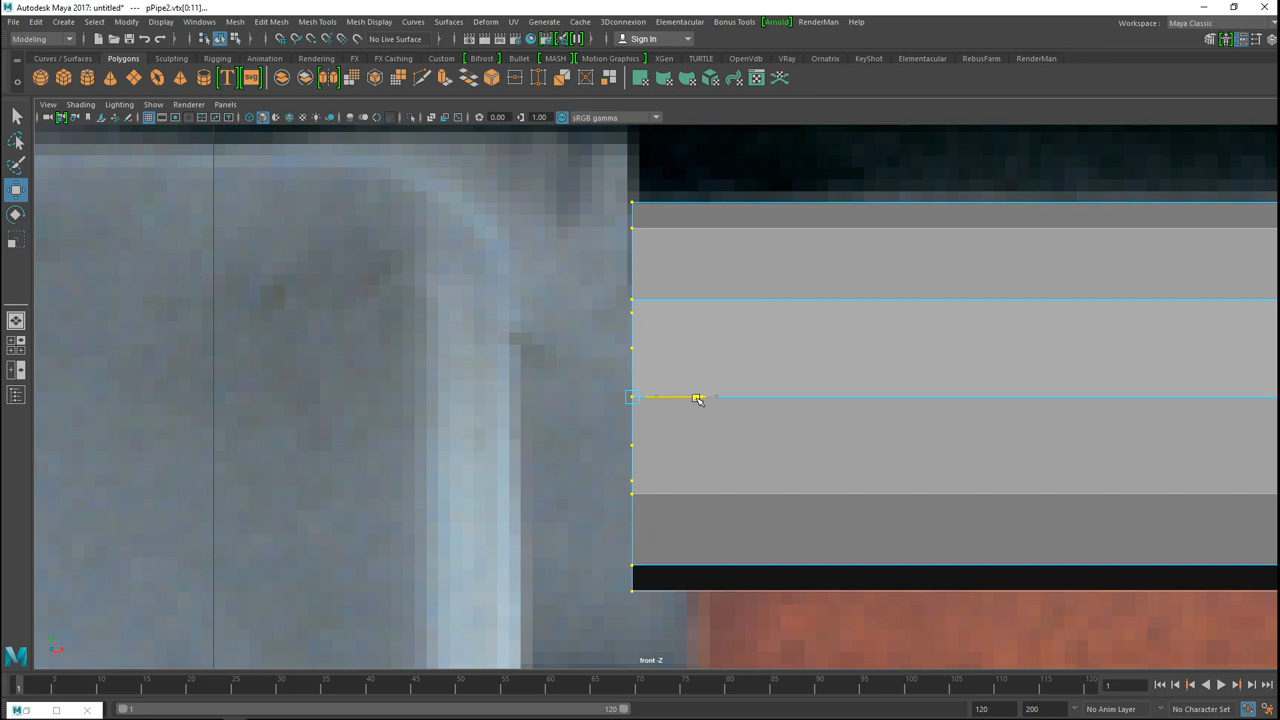 Autodesk Maya 2017: untitled* --- pPipe2.vtx[0:11]...
File Edit Create Select Modify Display Windows Mesh Edit Mesh Mesh Tools Mesh Display Curves Surfaces Deform UV Generate Cache 3Dconnexion Elementacular Bonus Tools [Arnold] RenderMan Help Workspace : Maya Classic
Modeling No Live Surface Sign In
Curves / Surfaces Polygons Sculpting Rigging Animation Rendering FX FX Caching Custom Bifrost Bullet MASH Motion Graphics XGen TURTLE OpenVdb VRay Ornatrix KeyShot Elementacular RebusFarm RenderMan
T SVG
View Shading Lighting Show Renderer Panels
0.00 1.00 sRGB gamma
front -Z
5 10 15 20 25 30 35 40 45 50 55 60 65 70 75 80 85 90 95 100 105 110 115 120
1 1
1 120 120 200 No Anim Layer No Character Set